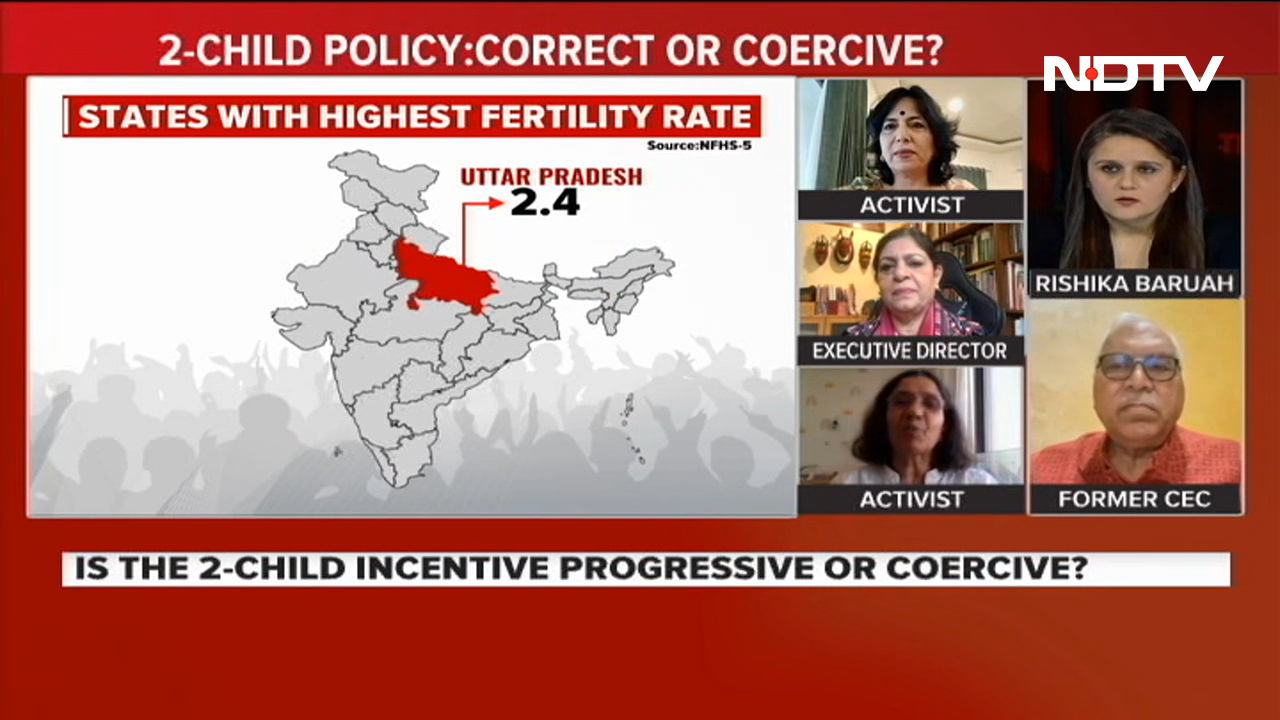 2-CHILD POLICY:CORRECT OR COERCIVE?
NDTV
STATES WITH HIGHEST FERTILITY RATE
Source:NFHS-5
UTTAR PRADESH
2.4
ACTIVIST
EXECUTIVE DIRECTOR
ACTIVIST
RISHIKA BARUAH
FORMER CEC
IS THE 2-CHILD INCENTIVE PROGRESSIVE OR COERCIVE?